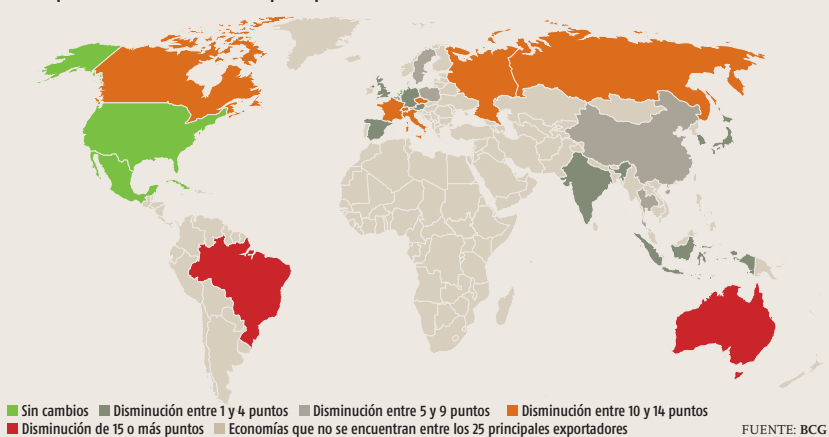 Sin cambios Disminución entre 1 y 4 puntos Disminución entre 5 y 9 puntos Disminución entre 10 y 14 puntos
Disminución de 15 o más puntos Economías que no se encuentran entre los 25 principales exportadores FUENTE: BCG